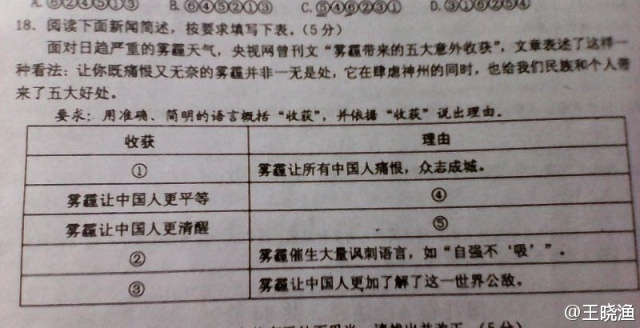 A. ⑥②④⑤①③ B. ⑥④⑤②①③ C. ⑤④⑥②③① D. ③①⑥②⑤④
18. 阅读下面新闻简述，按要求填写下表。(5分)
面对日趋严重的雾霾天气，央视网曾刊文“雾霾带来的五大意外收获”，文章表述了这样一
种看法：让你既痛恨又无奈的雾霾并非一无是处，它在肆虐神州的同时，也给我们民族和个人带
来了五大好处。
要求：用准确、简明的语言概括“收获”，并依据“收获”说出理由。
收获 理由
① 雾霾让所有中国人痛恨，众志成城。
雾霾让中国人更平等 ④
雾霾让中国人更清醒 ⑤
② 雾霾催生大量讽刺语言，如“自强不‘吸’”。
③ 雾霾让中国人更加了解了这一世界公敌。
@王晓渔